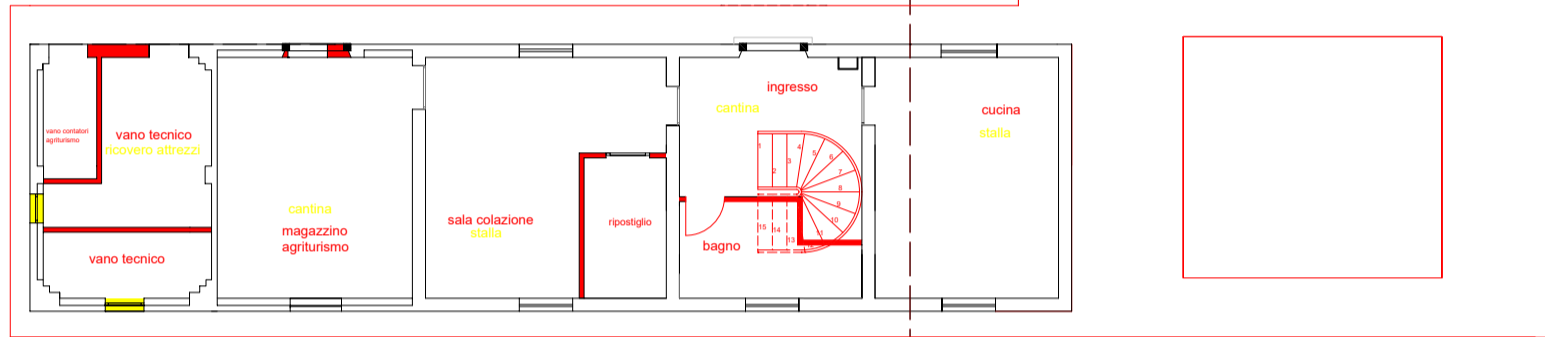 vano contatori
agriturismo
vano tecnico
ricovero attrezzi
vano tecnico
cantina
magazzino
agriturismo
sala colazione
stalla
ripostiglio
ingresso
cantina
bagno
1
2
3
4
5
6
7
8
9
10
11
12
13
14
15
cucina
stalla